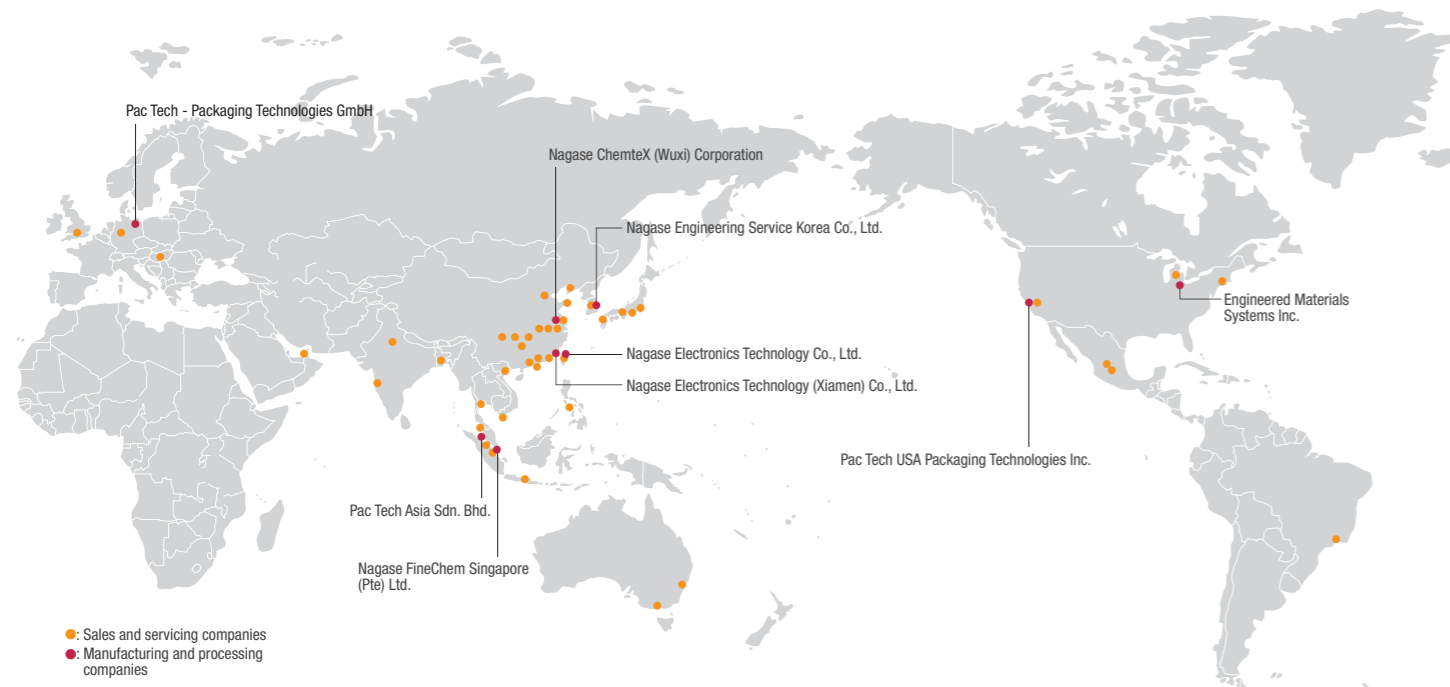 Pac Tech - Packaging Technologies GmbH
Nagase ChemteX (Wuxi) Corporation
Nagase Engineering Service Korea Co., Ltd.
Engineered Materials
Systems Inc.
Nagase Electronics Technology Co., Ltd.
Nagase Electronics Technology (Xiamen) Co., Ltd.
Pac Tech USA Packaging Technologies Inc.
Pac Tech Asia Sdn. Bhd.
Nagase FineChem Singapore
(Pte) Ltd.
: Sales and servicing companies
: Manufacturing and processing
companies